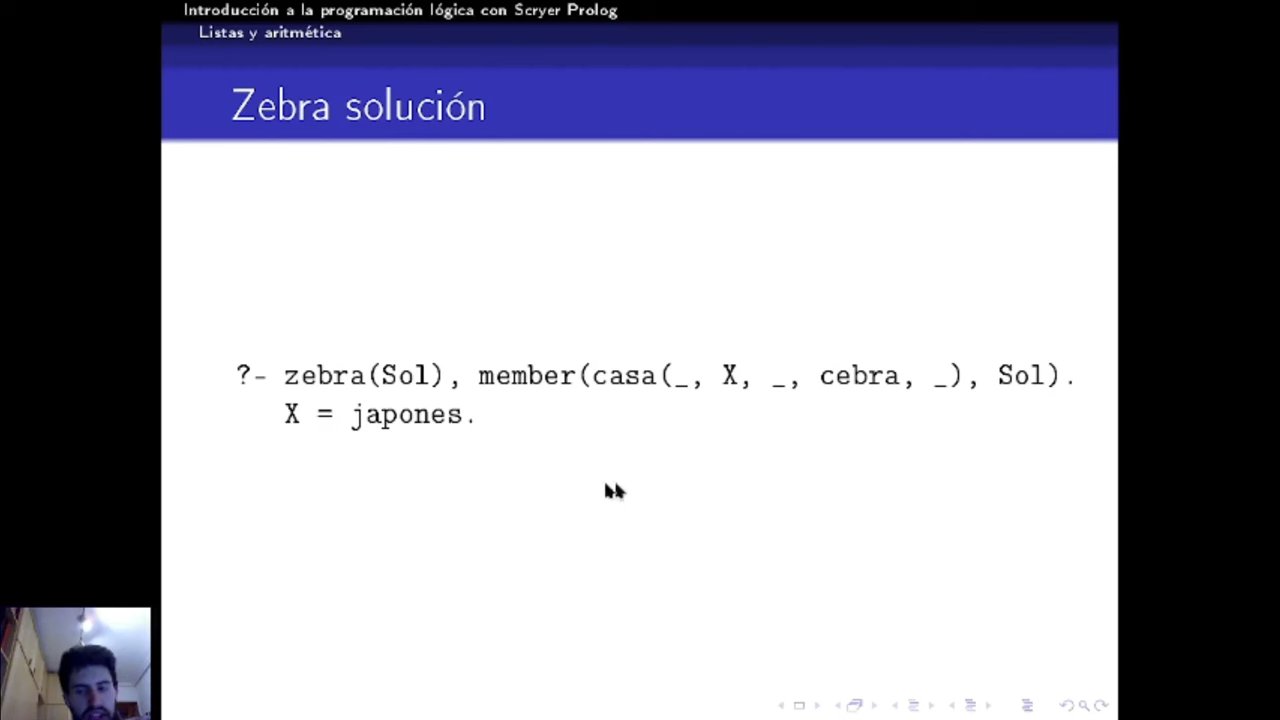 Introducción a la programación lógica con Scryer Prolog
Listas y aritmética
Zebra solución
?- zebra(Sol), member(casa(_, X, _, cebra, _), Sol).
X = japones.